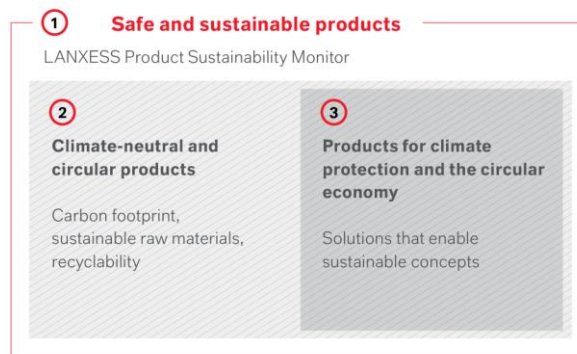 1 Safe and sustainable products
LANXESS Product Sustainability Monitor
2
Climate-neutral and
circular products
Carbon footprint,
sustainable raw materials,
recyclability
3
Products for climate
protection and the circular
economy
Solutions that enable
sustainable concepts